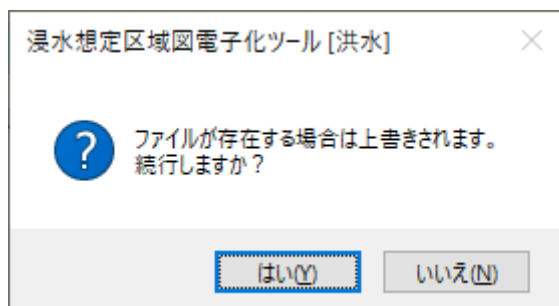 浸水想定区域図電子化ツール [洪水]
ファイルが存在する場合は上書きされます。
続行しますか？
はい(Y)
いいえ(N)